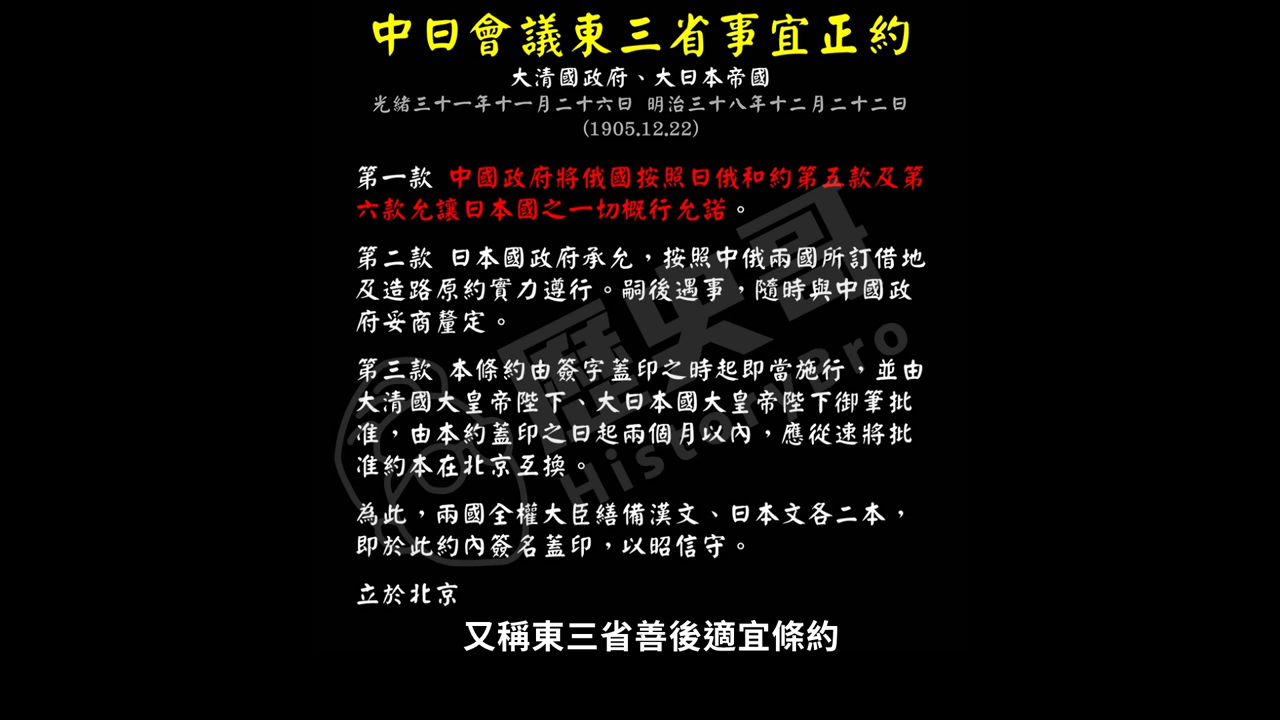 中日會議東三省事宜正約
大清國政府、大日本帝國
光緒三十一年十一月二十六日 明治三十八年十二月二十二日
(1905.12.22)
第一款 中國政府將俄國按照日俄和約第五款及第
六款允讓日本國之一切概行允諾。
第二款 日本國政府承允，按照中俄兩國所訂借地
及造路原約實力遵行。嗣後遇事，隨時與中國政
府妥商釐定。
第三款 本條約由簽字蓋印之時起即當施行，並由
大清國大皇帝陛下、大日本國大皇帝陛下御筆批
准，由本約蓋印之日起兩個月以內，應從速將批
准約本在北京互換。
為此，兩國全權大臣繕備漢文、日本文各二本，
即於此約內簽名蓋印，以昭信守。
立於北京
又稱東三省善後適宜條約
歷史哥
HistoryPro